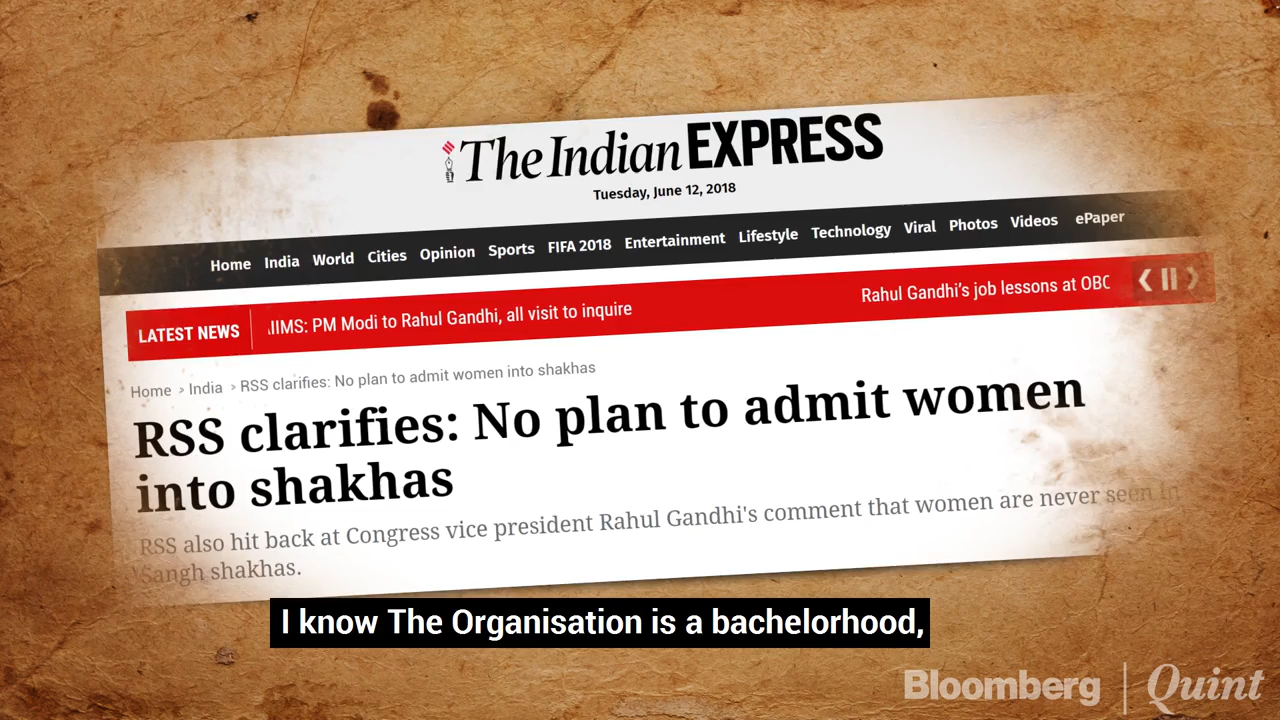 The Indian EXPRESS
Tuesday, June 12, 2018
Home India World Cities Opinion Sports FIFA 2018 Entertainment Lifestyle Technology Viral Photos Videos ePaper
LATEST NEWS IIMS: PM Modi to Rahul Gandhi, all visit to inquire Rahul Gandhi's job lessons at OBC
Home > India > RSS clarifies: No plan to admit women into shakhas
RSS clarifies: No plan to admit women
into shakhas
RSS also hit back at Congress vice president Rahul Gandhi's comment that women are never seen in
Sangh shakhas.
I know The Organisation is a bachelorhood,
Bloomberg | Quint